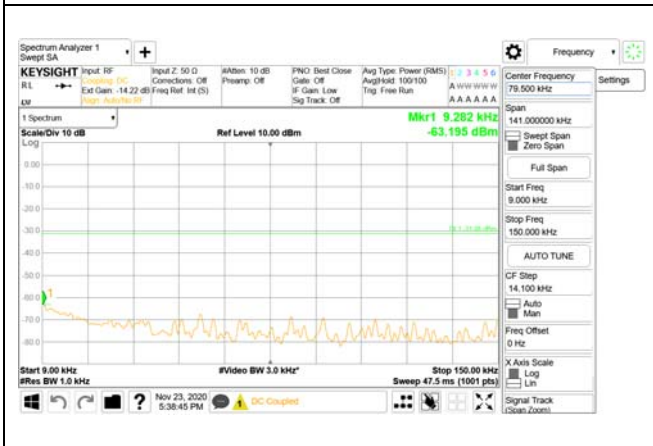 Spectrum Analyzer 1
Swept SA
Frequency
KEYSIGHT
RL
Input: RF
Coupling: DC
Ext Gain: -14.22 dB
Align: Auto/No RF
Input Z: 50 Ω
Corrections: Off
Freq Ref: Int (S)
#Atten: 10 dB
Preamp: Off
PNO: Best Close
Gate: Off
IF Gain: Low
Sig Track: Off
Avg Type: Power (RMS)
Avg|Hold: 100/100
Trig: Free Run
1 2 3 4 5 6
A W W W W W
A A A A A A
1 Spectrum
Scale/Div 10 dB
Log
Ref Level 10.00 dBm
Mkr1 9.282 kHz
-63.195 dBm
0.00
-10.0
-20.0
-30.0
-40.0
-50.0
-60.0
-70.0
-80.0
1
Start 9.00 kHz
#Res BW 1.0 kHz
#Video BW 3.0 kHz*
Stop 150.00 kHz
Sweep 47.5 ms (1001 pts)
Nov 23, 2020
5:38:45 PM
DC Coupled
Center Frequency
79.500 kHz
Settings
Span
141.000000 kHz
Swept Span
Zero Span
Full Span
Start Freq
9.000 kHz
Stop Freq
150.000 kHz
AUTO TUNE
CF Step
14.100 kHz
Auto
Man
Freq Offset
0 Hz
X Axis Scale
Log
Lin
Signal Track
(Span Zoom)